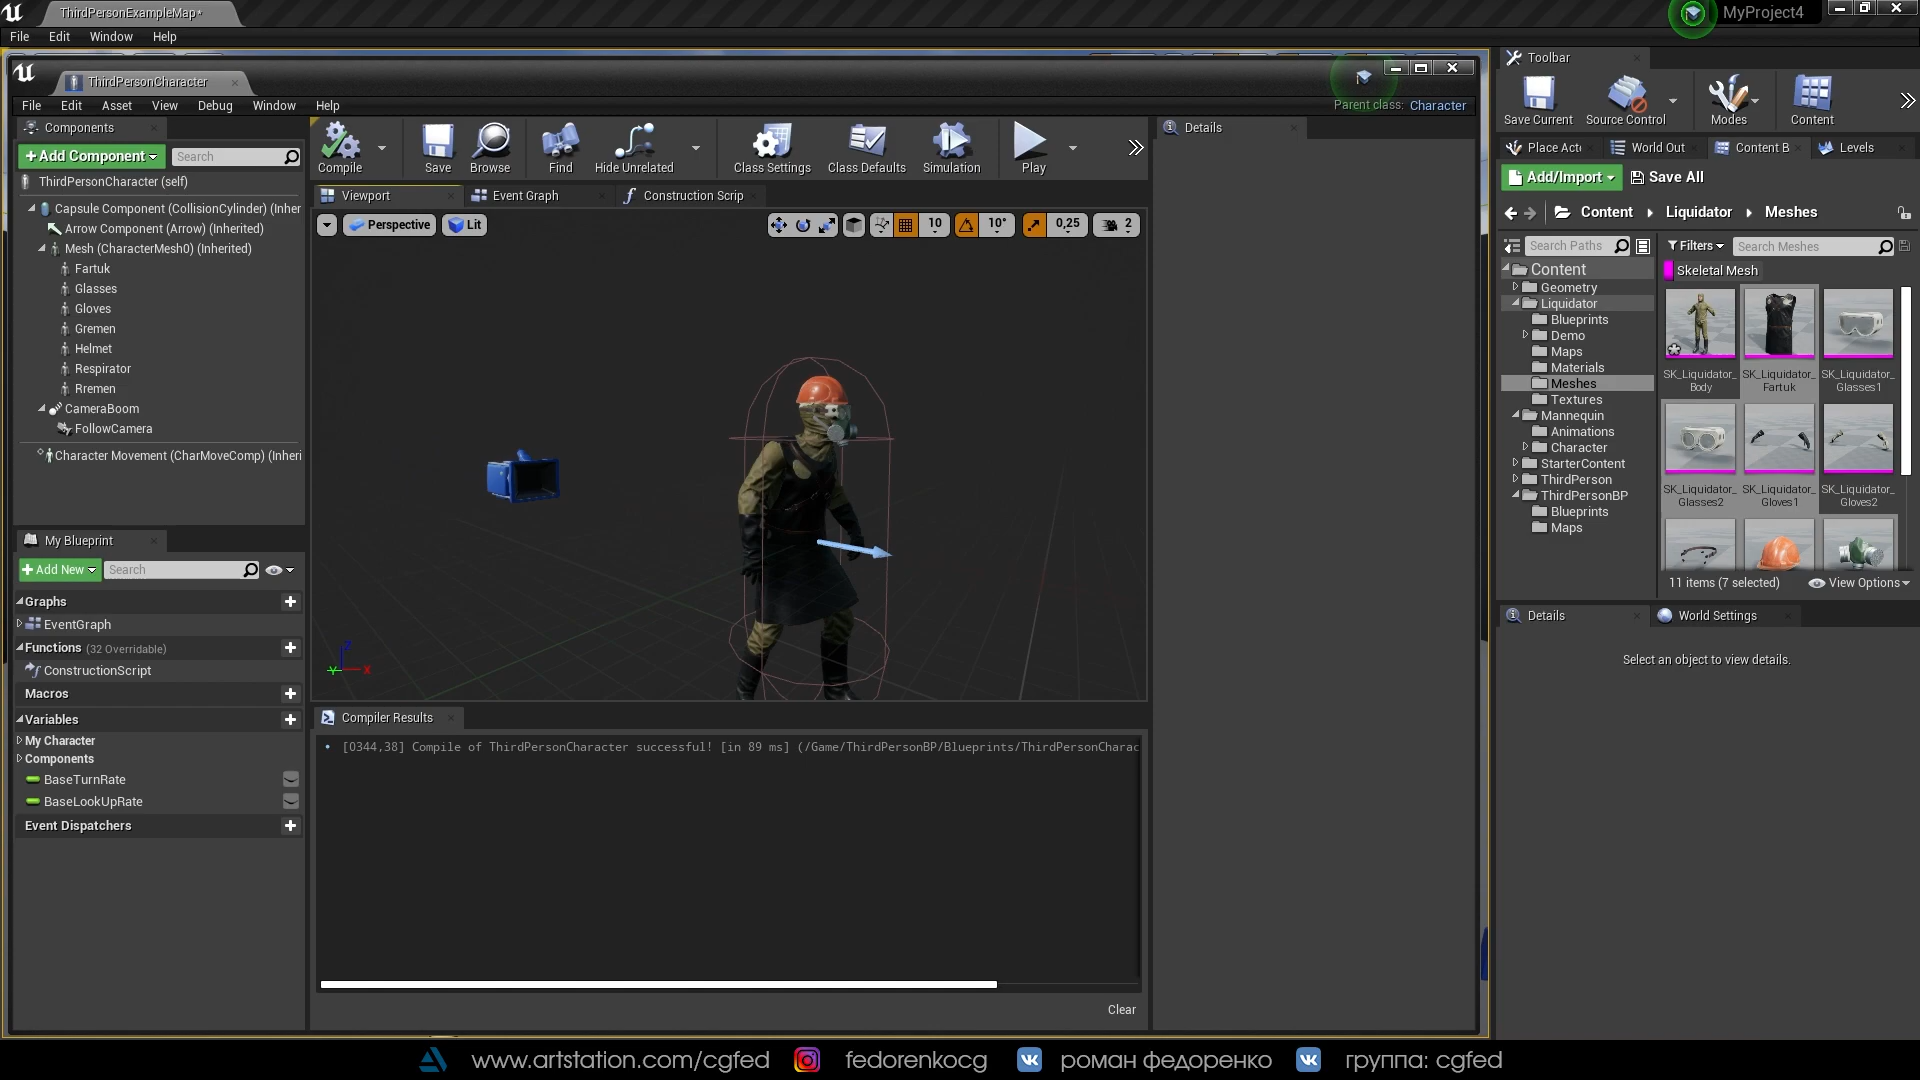 ThirdPersonExampleMap*
MyProject4
File Edit Window Help
ThirdPersonCharacter
File Edit Asset View Debug Window Help
Parent class: Character
Components
+Add Component
Search
ThirdPersonCharacter (self)
Capsule Component (CollisionCylinder) (Inher
Arrow Component (Arrow) (Inherited)
Mesh (CharacterMesh0) (Inherited)
Fartuk
Glasses
Gloves
Gremen
Helmet
Respirator
Rremen
CameraBoom
FollowCamera
Character Movement (CharMoveComp) (Inheri
My Blueprint
+Add New
Search
Graphs
EventGraph
Functions (32 Overridable)
ConstructionScript
Macros
Variables
My Character
Components
BaseTurnRate
BaseLookUpRate
Event Dispatchers
Compile
Save
Browse
Find
Hide Unrelated
Class Settings
Class Defaults
Simulation
Play
Viewport
Event Graph
Construction Scrip
Perspective
Lit
10
10°
0,25
2
Z
Y
X
Compiler Results
[0344,38] Compile of ThirdPersonCharacter successful! [in 89 ms] (/Game/ThirdPersonBP/Blueprints/ThirdPersonCharac
Clear
Details
Toolbar
Save Current
Source Control
Modes
Content
Place Acto
World Out
Content B
Levels
Add/Import
Save All
Content
Liquidator
Meshes
Search Paths
Filters
Search Meshes
Skeletal Mesh
Content
Geometry
Liquidator
Blueprints
Demo
Maps
Materials
Meshes
Textures
Mannequin
Animations
Character
StarterContent
ThirdPerson
ThirdPersonBP
Blueprints
Maps
SK_Liquidator_
Body
SK_Liquidator_
Fartuk
SK_Liquidator_
Glasses1
SK_Liquidator_
Glasses2
SK_Liquidator_
Gloves1
SK_Liquidator_
Gloves2
11 items (7 selected)
View Options
Details
World Settings
Select an object to view details.
www.artstation.com/cgfed
fedorenkocg
роман федоренко
группа: cgfed